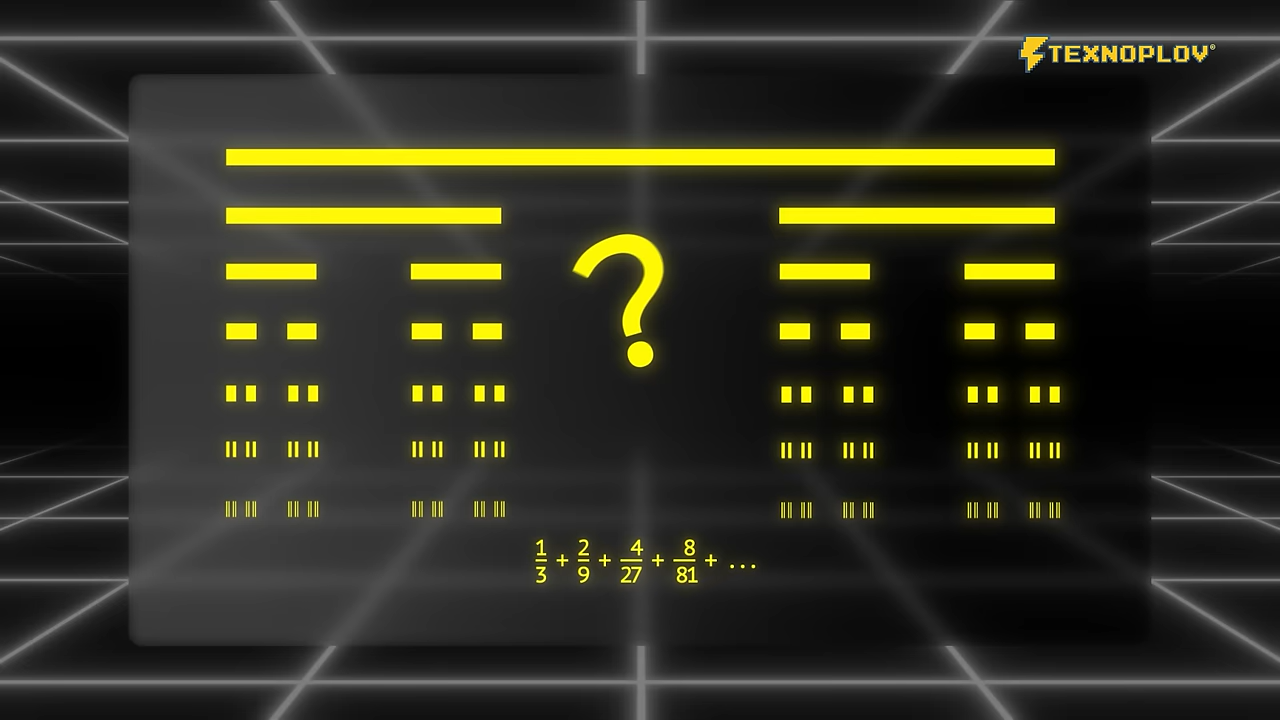 TEXNOPLOV®
?
1/3 + 2/9 + 4/27 + 8/81 + ...